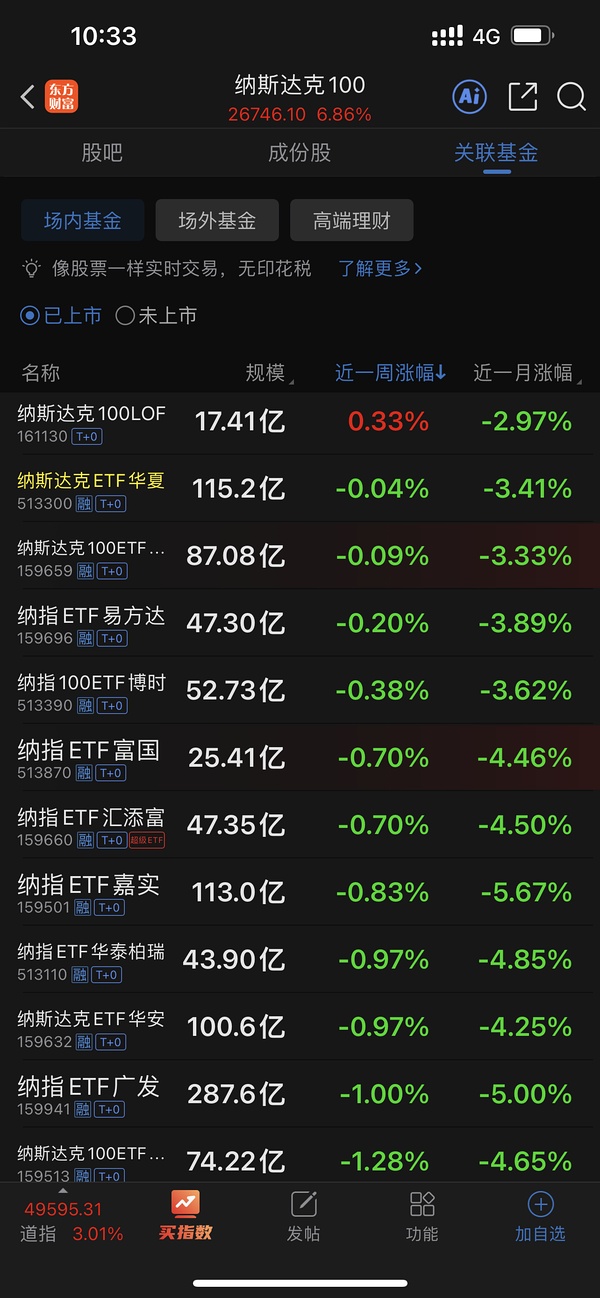 10:33
4G
东方
财富
纳斯达克100
26746.10 6.86%
Ai
股吧 成份股 关联基金
场内基金 场外基金 高端理财
像股票一样实时交易，无印花税 了解更多
已上市 未上市
名称 规模 近一周涨幅↓ 近一月涨幅
纳斯达克100LOF 17.41亿 0.33% -2.97%
161130 T+0
纳斯达克ETF华夏 115.2亿 -0.04% -3.41%
513300 融 T+0
纳斯达克100ETF... 87.08亿 -0.09% -3.33%
159659 融 T+0
纳指ETF易方达 47.30亿 -0.20% -3.89%
159696 融 T+0
纳指100ETF博时 52.73亿 -0.38% -3.62%
513390 融 T+0
纳指ETF富国 25.41亿 -0.70% -4.46%
513870 融 T+0
纳指ETF汇添富 47.35亿 -0.70% -4.50%
159660 融 T+0 超级ETF
纳指ETF嘉实 113.0亿 -0.83% -5.67%
159501 融 T+0
纳指ETF华泰柏瑞 43.90亿 -0.97% -4.85%
513110 融 T+0
纳斯达克ETF华安 100.6亿 -0.97% -4.25%
159632 融 T+0
纳指ETF广发 287.6亿 -1.00% -5.00%
159941 融 T+0
纳斯达克100ETF... 74.22亿 -1.28% -4.65%
159513 融 T+0
49595.31
道指 3.01%
买指数 发帖 功能 加自选